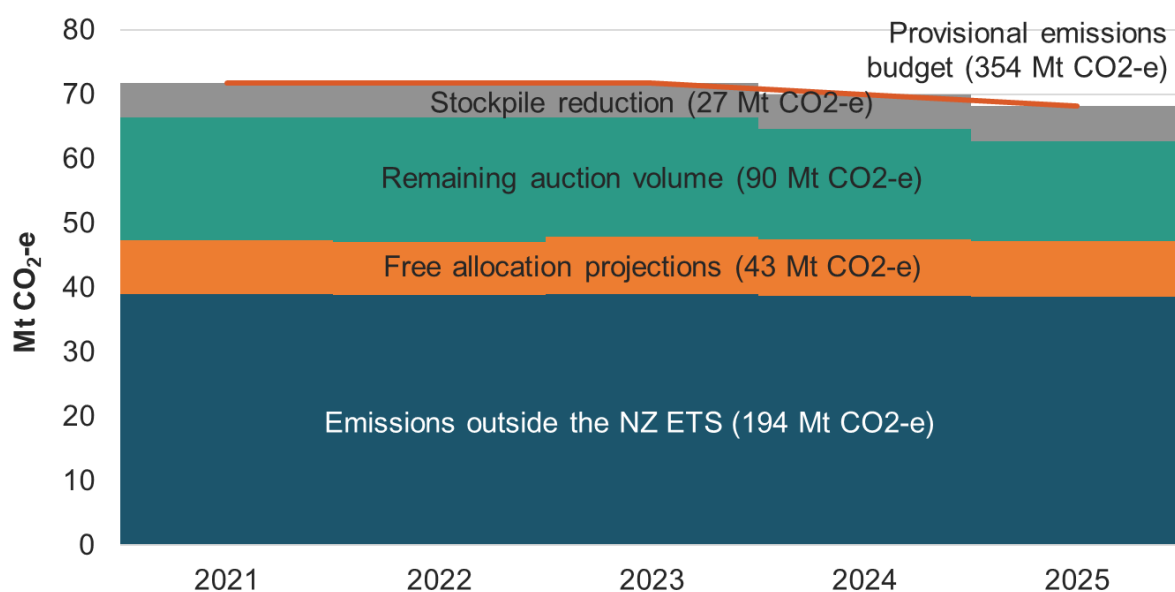 80
Provisional emissions
budget (354 Mt CO2-e)
70
Stockpile reduction (27 Mt CO2-e)
60
Remaining auction volume (90 Mt CO2-e)
50
Mt CO₂-e
40
Free allocation projections (43 Mt CO2-e)
30
20
Emissions outside the NZ ETS (194 Mt CO2-e)
10
0
2021 2022 2023 2024 2025